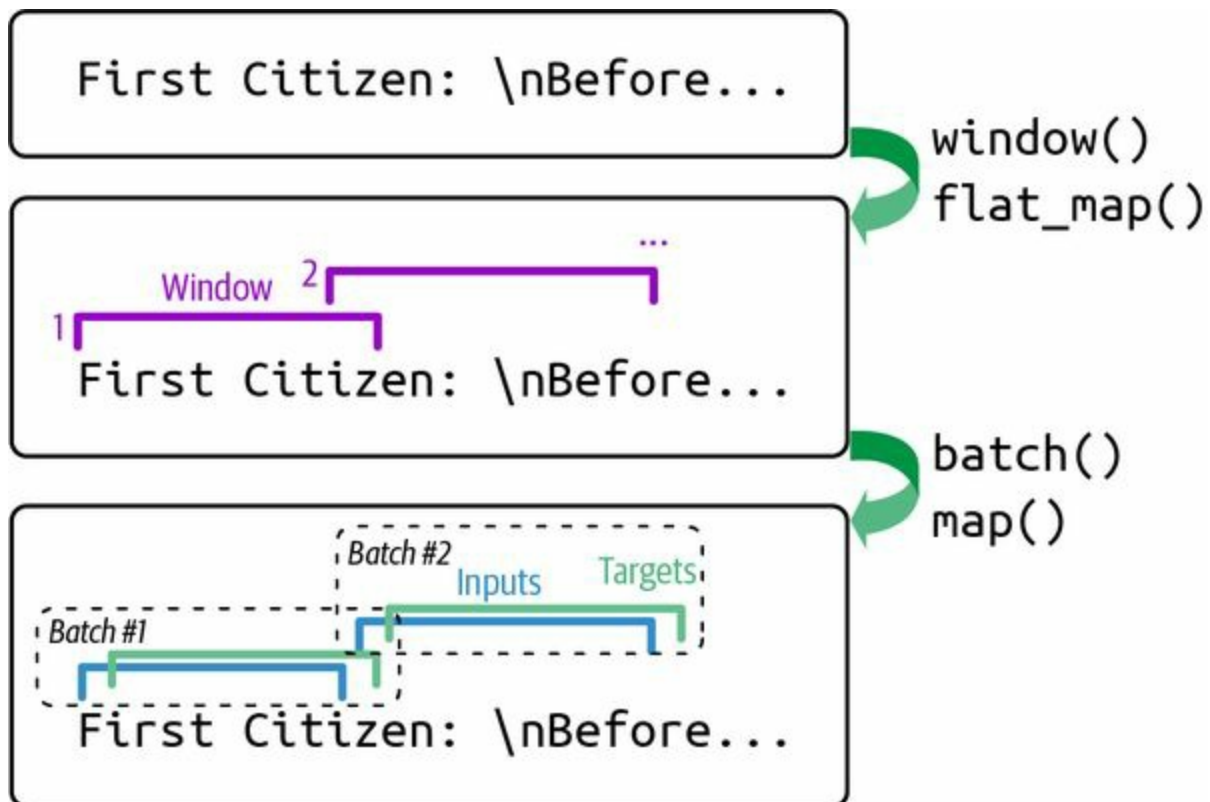 First Citizen: \nBefore...
window()
flat_map()
...
2
Window
1
First Citizen: \nBefore...
batch()
map()
Batch #2
Inputs Targets
Batch #1
First Citizen: \nBefore...